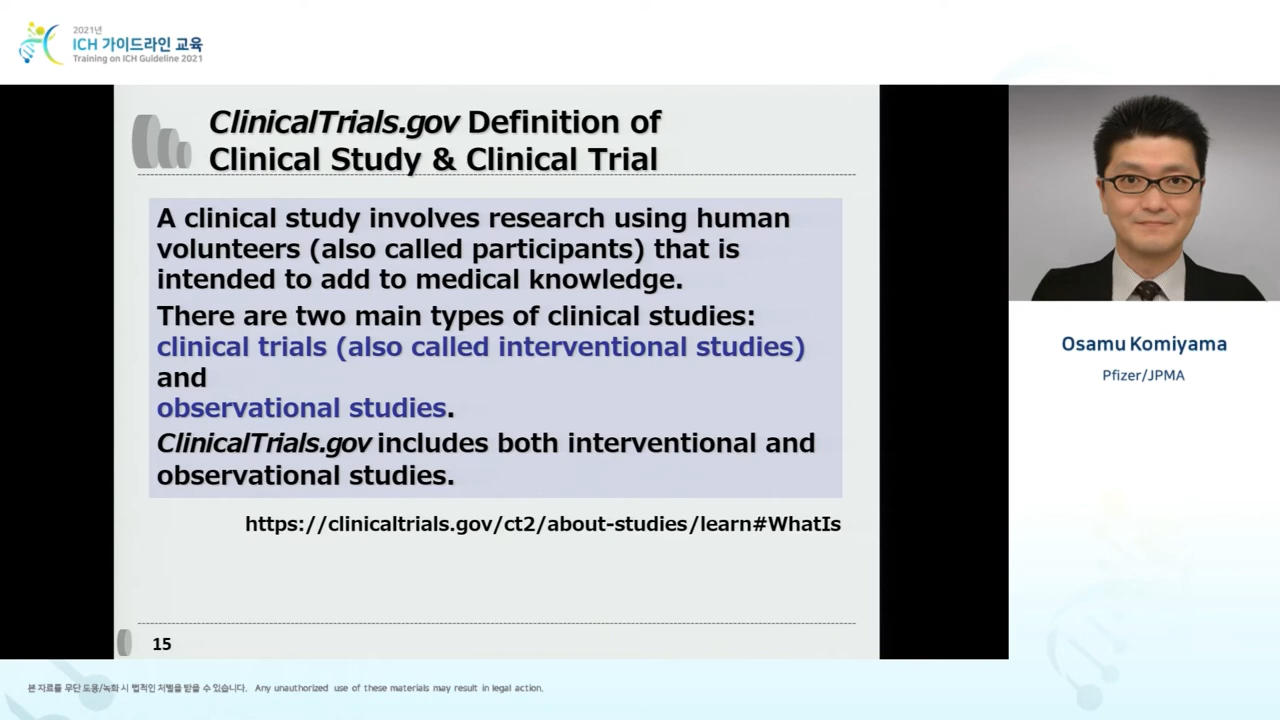 2021년
ICH 가이드라인 교육
Training on ICH Guideline 2021
ClinicalTrials.gov Definition of
Clinical Study & Clinical Trial
A clinical study involves research using human
volunteers (also called participants) that is
intended to add to medical knowledge.
There are two main types of clinical studies:
clinical trials (also called interventional studies)
and
observational studies.
ClinicalTrials.gov includes both interventional and
observational studies.
https://clinicaltrials.gov/ct2/about-studies/learn#WhatIs
15
Osamu Komiyama
Pfizer/JPMA
본 자료를 무단 도용/녹화 시 법적인 처벌을 받을 수 있습니다. Any unauthorized use of these materials may result in legal action.